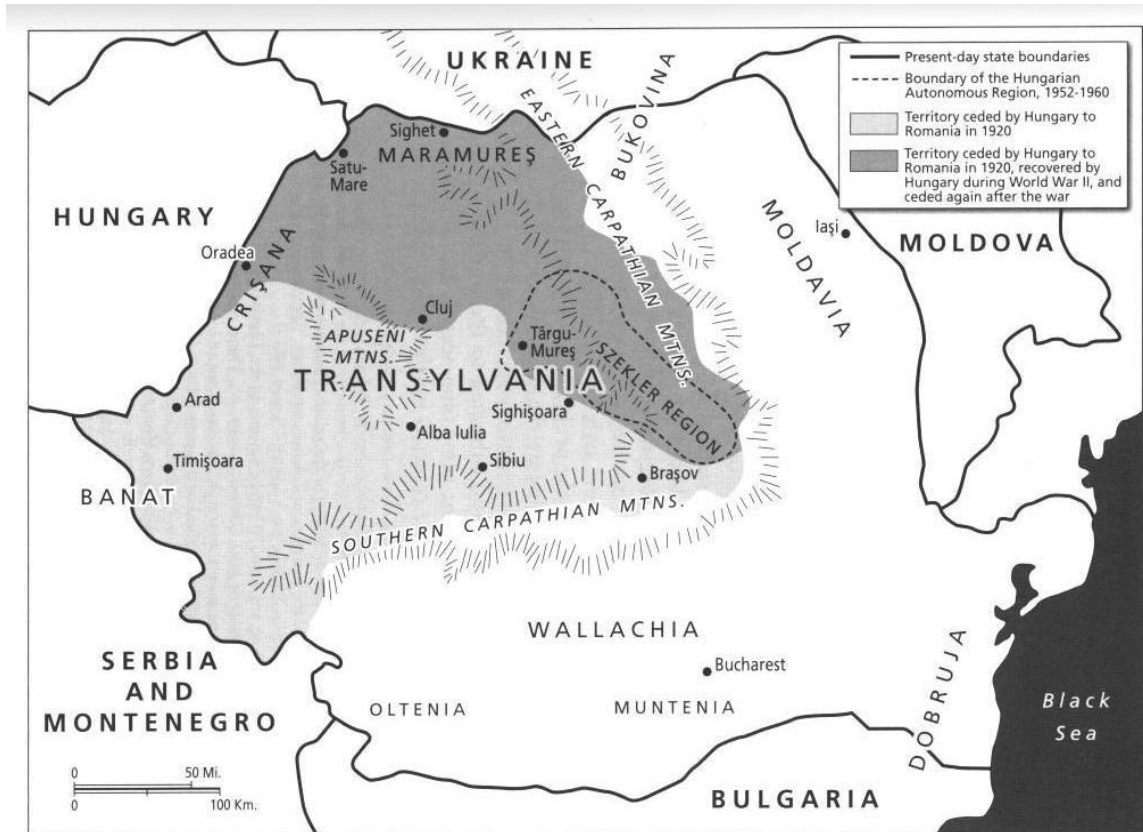 UKRAINE
Present-day state boundaries
Boundary of the Hungarian
Autonomous Region, 1952-1960
Territory ceded by Hungary to
Romania in 1920
Territory ceded by Hungary to
Romania in 1920, recovered by
Hungary during World War II, and
ceded again after the war
EASTERN CARPATHIAN MTNS.
BUKOVINA
Sighet
MARAMUREŞ
Satu-
Mare
HUNGARY
MOLDAVIA
Iaşi
MOLDOVA
Oradea
CRIŞANA
Cluj
APUSENI
MTNS.
Târgu-
Mureş
SZEKLER REGION
TRANSYLVANIA
Arad
Sighişoara
Alba Iulia
Timişoara
Sibiu
Braşov
BANAT
SOUTHERN CARPATHIAN MTNS.
WALLACHIA
SERBIA
AND
MONTENEGRO
Bucharest
OLTENIA
MUNTENIA
DOBRUJA
Black
Sea
0 50 Mi.
0 100 Km.
BULGARIA